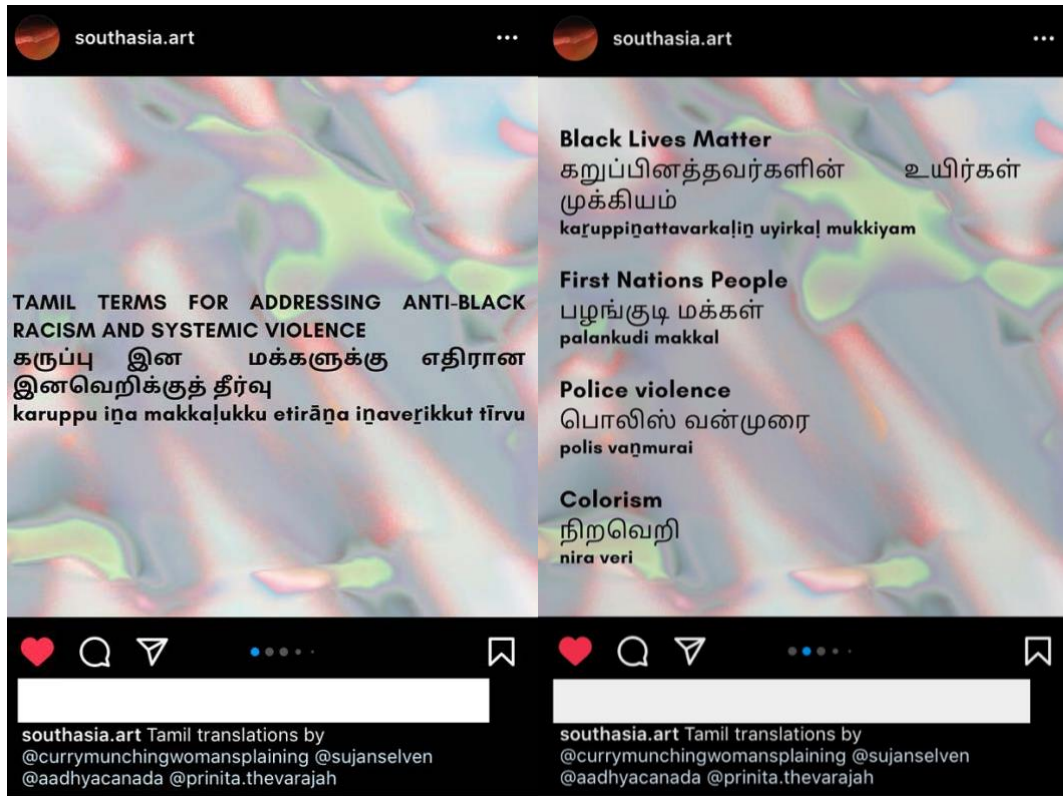 southasia.art
TAMIL TERMS FOR ADDRESSING ANTI-BLACK
RACISM AND SYSTEMIC VIOLENCE
கருப்பு இன மக்களுக்கு எதிரான
இனவெறிக்குத் தீர்வு
karuppu iṉa makkaḷukku etirāṉa iṉaveṟikkut tīrvu
southasia.art Tamil translations by
@currymunchingwomansplaining @sujanselven
@aadhyacanada @prinita.thevarajah
southasia.art
Black Lives Matter
கறுப்பினத்தவர்களின் உயிர்கள்
முக்கியம்
kaṟuppiṉattavarkaḷiṉ uyirkaḷ mukkiyam
First Nations People
பழங்குடி மக்கள்
palankudi makkal
Police violence
பொலிஸ் வன்முரை
polis vaṉmurai
Colorism
நிறவெறி
nira veri
southasia.art Tamil translations by
@currymunchingwomansplaining @sujanselven
@aadhyacanada @prinita.thevarajah